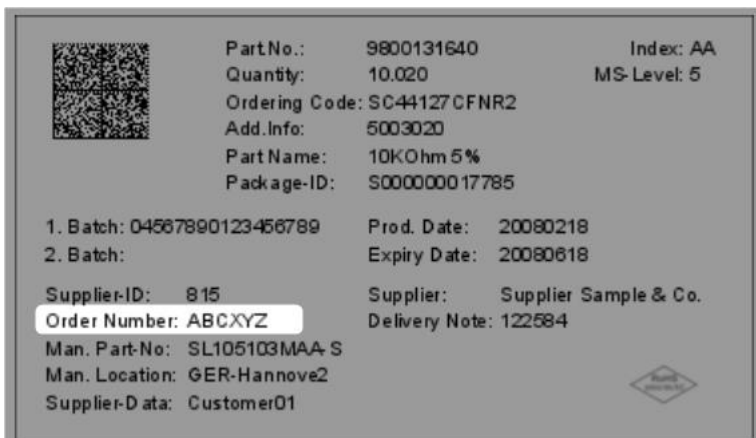 Part.No.: 9800131640 Index: AA
Quantity: 10.020 MS-Level: 5
Ordering Code: SC44127CFNR2
Add.Info: 5003020
Part Name: 10KOhm 5%
Package-ID: S000000017785
1. Batch: 04567890123456789 Prod. Date: 20080218
2. Batch: Expiry Date: 20080618
Supplier-ID: 815 Supplier: Supplier Sample & Co.
Order Number: ABCXYZ Delivery Note: 122584
Man. Part-No: SL105103MAA-S
Man. Location: GER-Hannove2
Supplier-Data: Customer01
RoHS